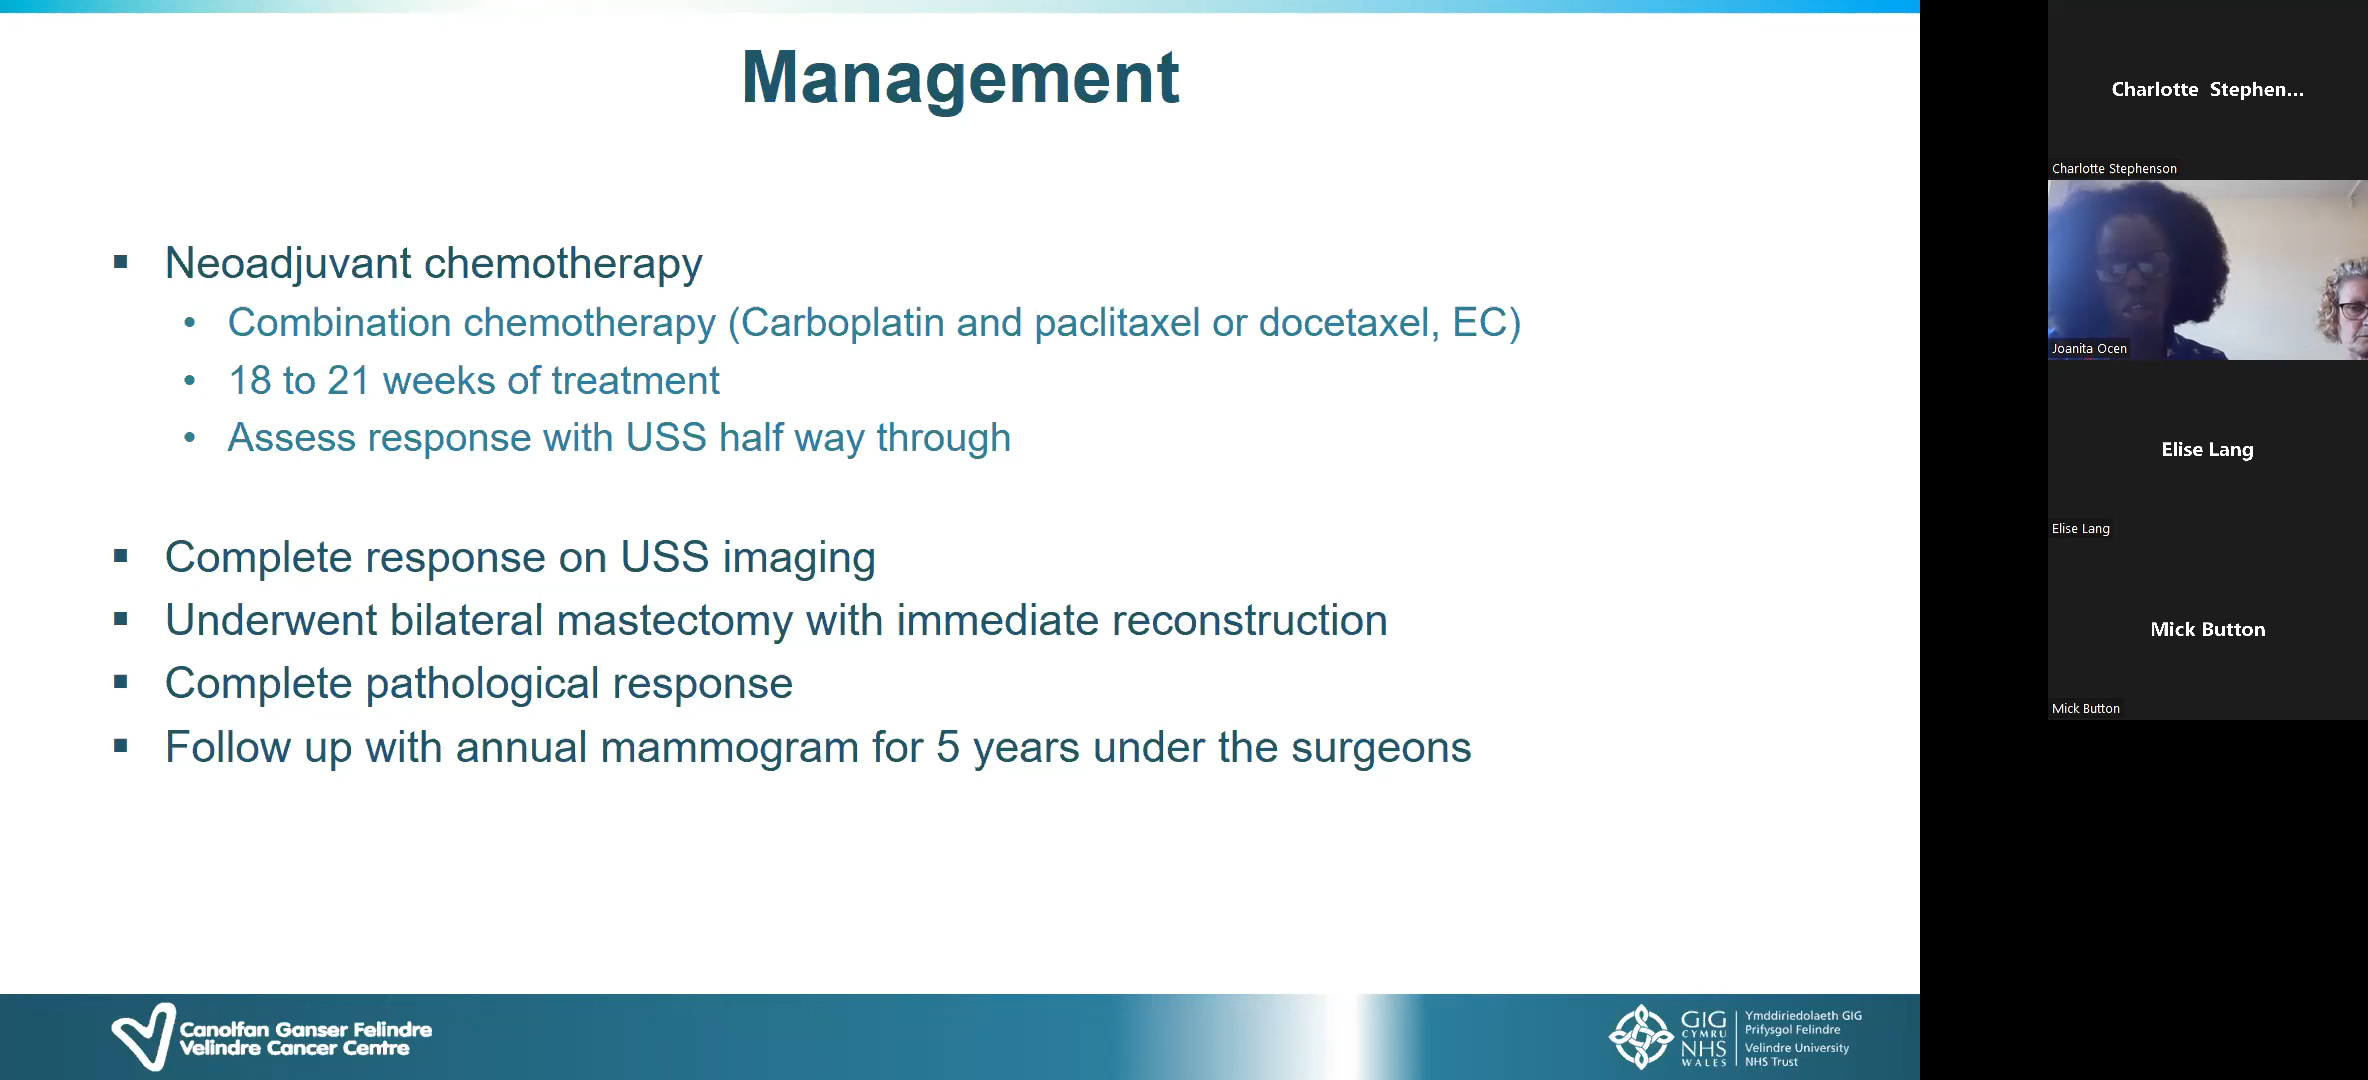 Management
▪ Neoadjuvant chemotherapy
• Combination chemotherapy (Carboplatin and paclitaxel or docetaxel, EC)
• 18 to 21 weeks of treatment
• Assess response with USS half way through
▪ Complete response on USS imaging
▪ Underwent bilateral mastectomy with immediate reconstruction
▪ Complete pathological response
▪ Follow up with annual mammogram for 5 years under the surgeons
Canolfan Ganser Felindre
Velindre Cancer Centre
GIG
CYMRU
NHS
WALES
Ymddiriedolaeth GIG
Prifysgol Felindre
Velindre University
NHS Trust
Charlotte Stephen...
Charlotte Stephenson
Joanita Ocen
Elise Lang
Elise Lang
Mick Button
Mick Button